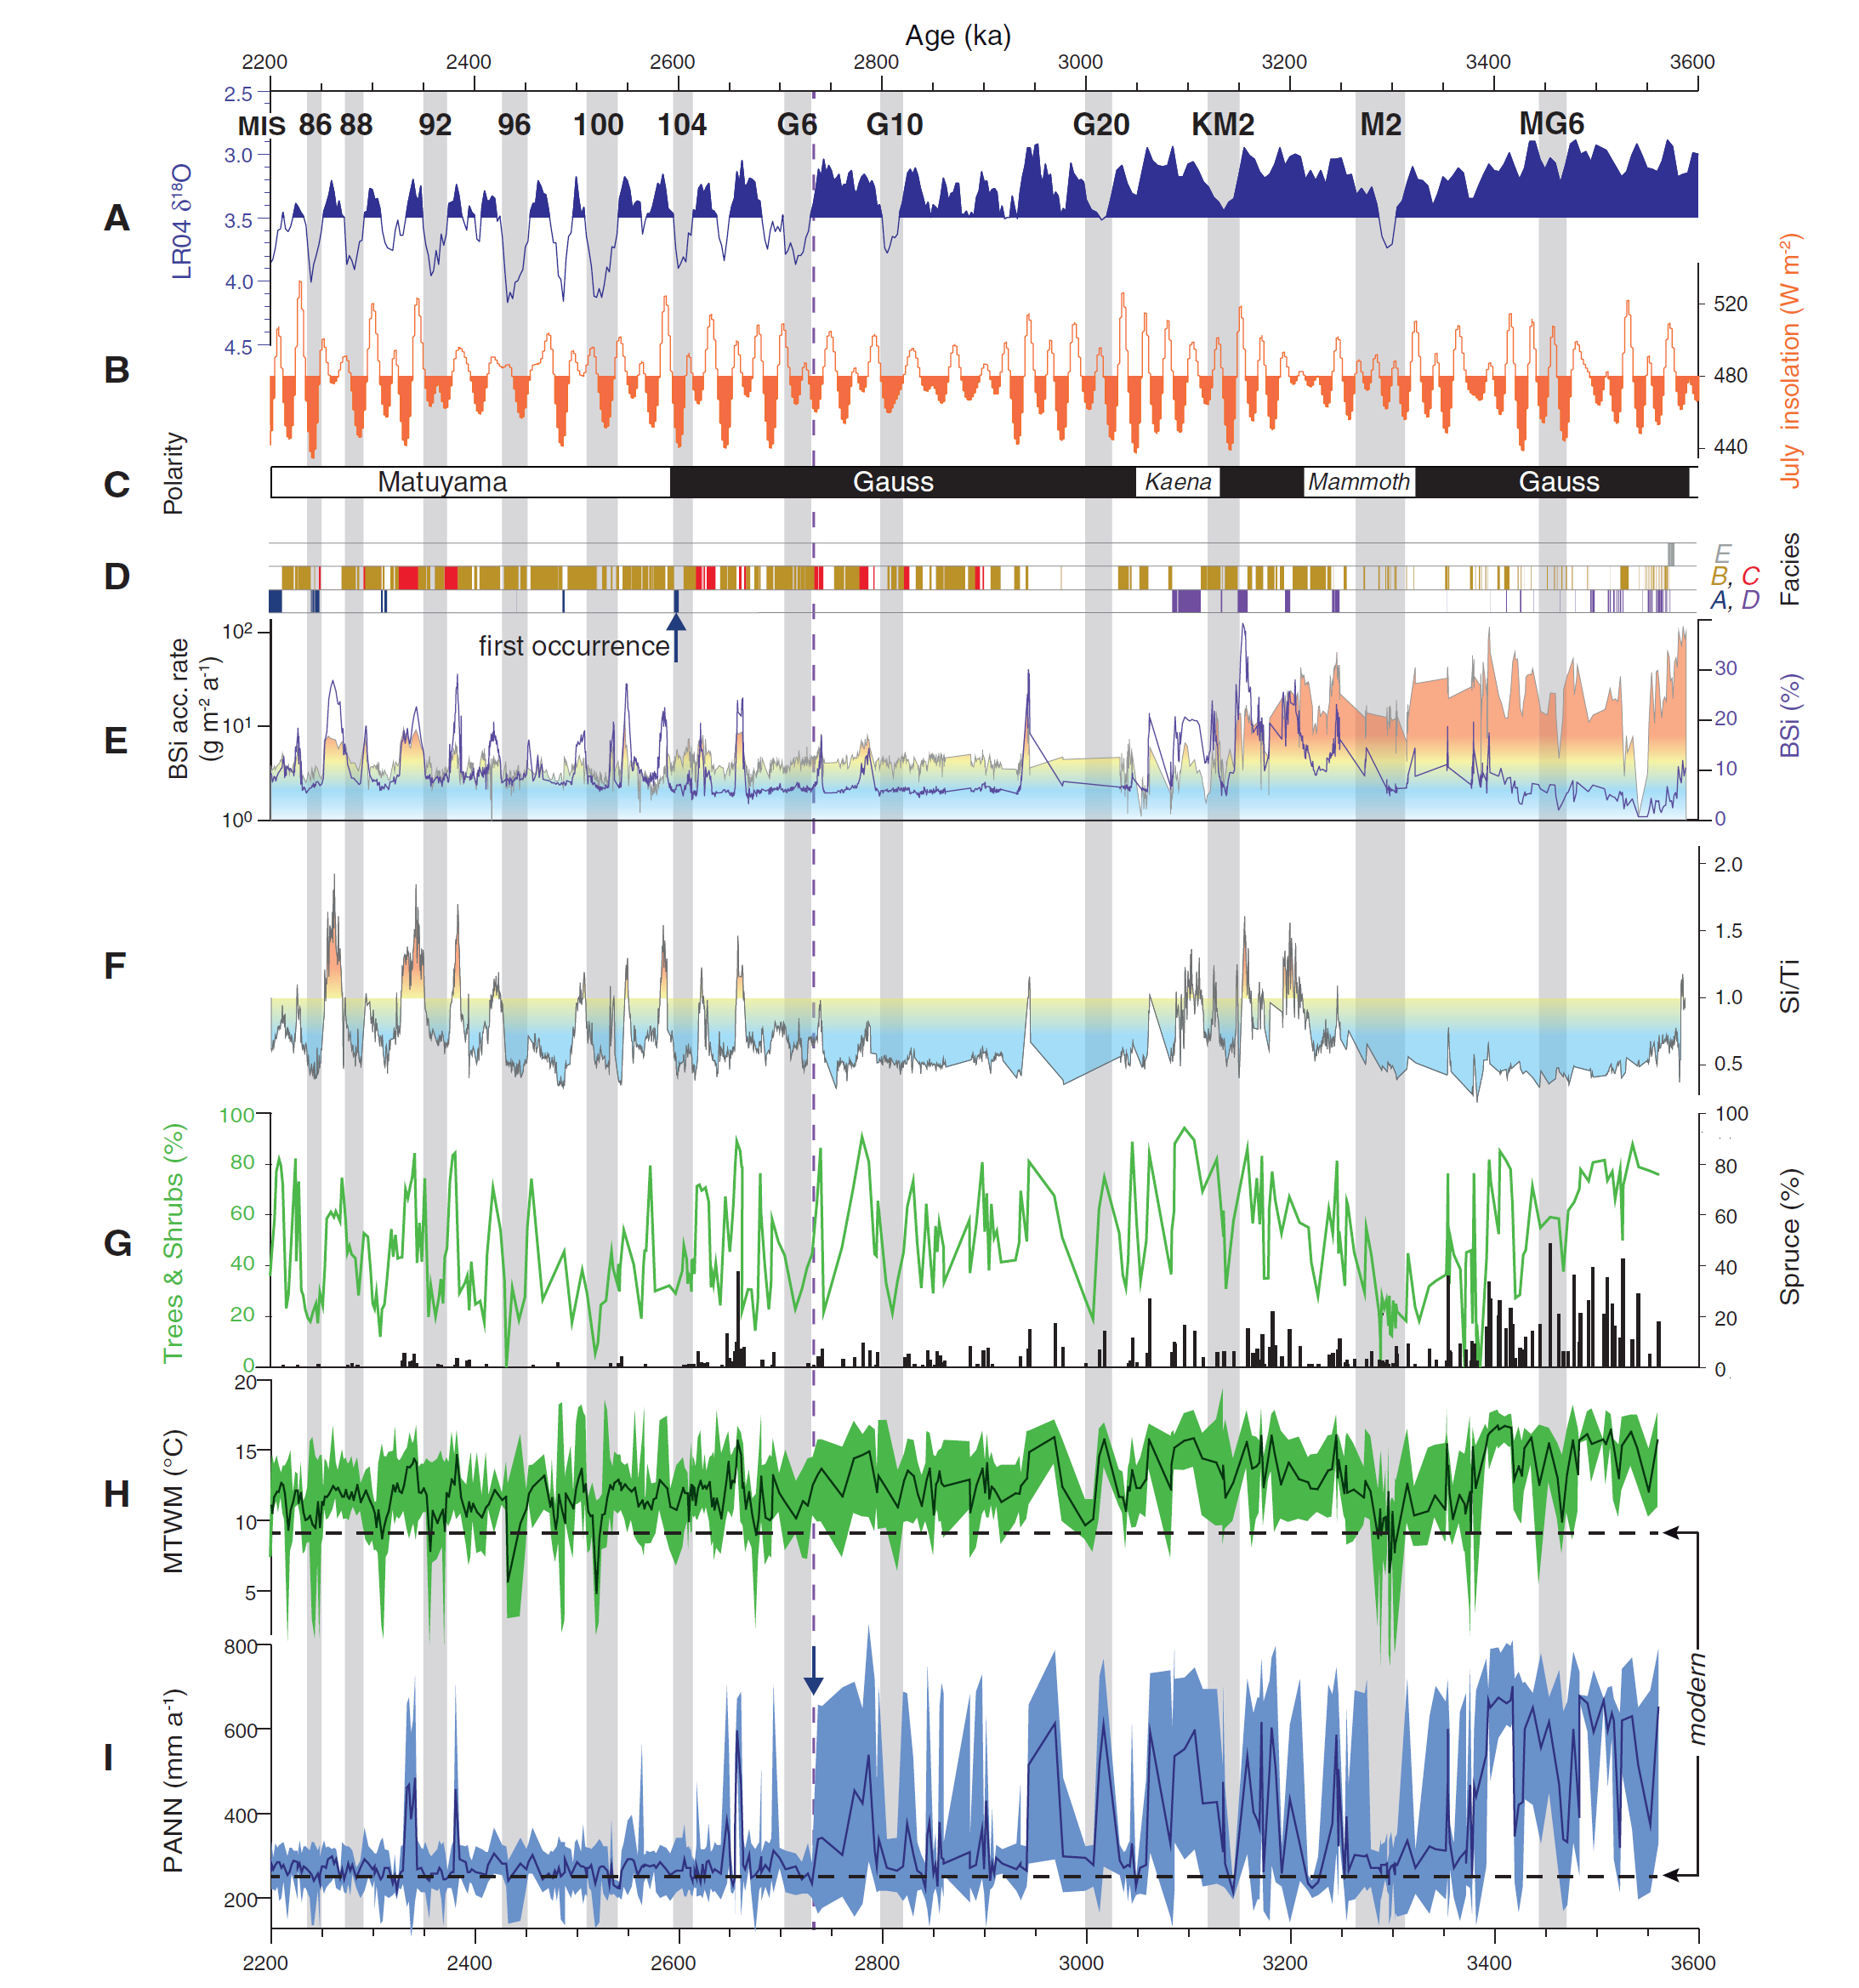 Age (ka)
2200 2400 2600 2800 3000 3200 3400 3600
MIS 86 88 92 96 100 104 G6 G10 G20 KM2 M2 MG6
A
LR04 δ18O
2.5
3.0
3.5
4.0
4.5
B
July insolation (W m-2)
520
480
440
C
Polarity
Matuyama Gauss Kaena Mammoth Gauss
D
E
B, C
A, D
Facies
first occurrence
E
BSi acc. rate
(g m-2 a-1)
10²
10¹
10⁰
30
20
10
0
BSi (%)
F
2.0
1.5
1.0
0.5
Si/Ti
G
Trees & Shrubs (%)
100
80
60
40
20
0
100
80
60
40
20
0
Spruce (%)
H
MTWM (°C)
20
15
10
5
modern
I
PANN (mm a-1)
800
600
400
200
2200 2400 2600 2800 3000 3200 3400 3600